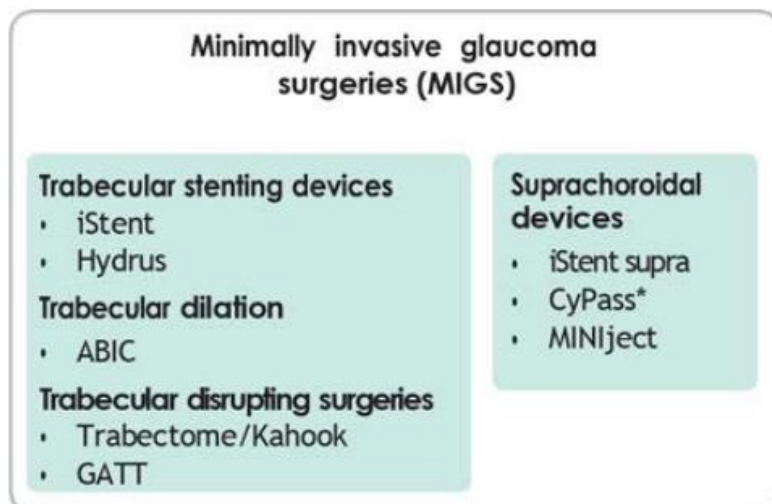 Minimally invasive glaucoma
surgeries (MIGS)
Trabecular stenting devices
• iStent
• Hydrus
Trabecular dilation
• ABIC
Trabecular disrupting surgeries
• Trabectome/Kahook
• GATT
Suprachoroidal
devices
• iStent supra
• CyPass*
• MINIject